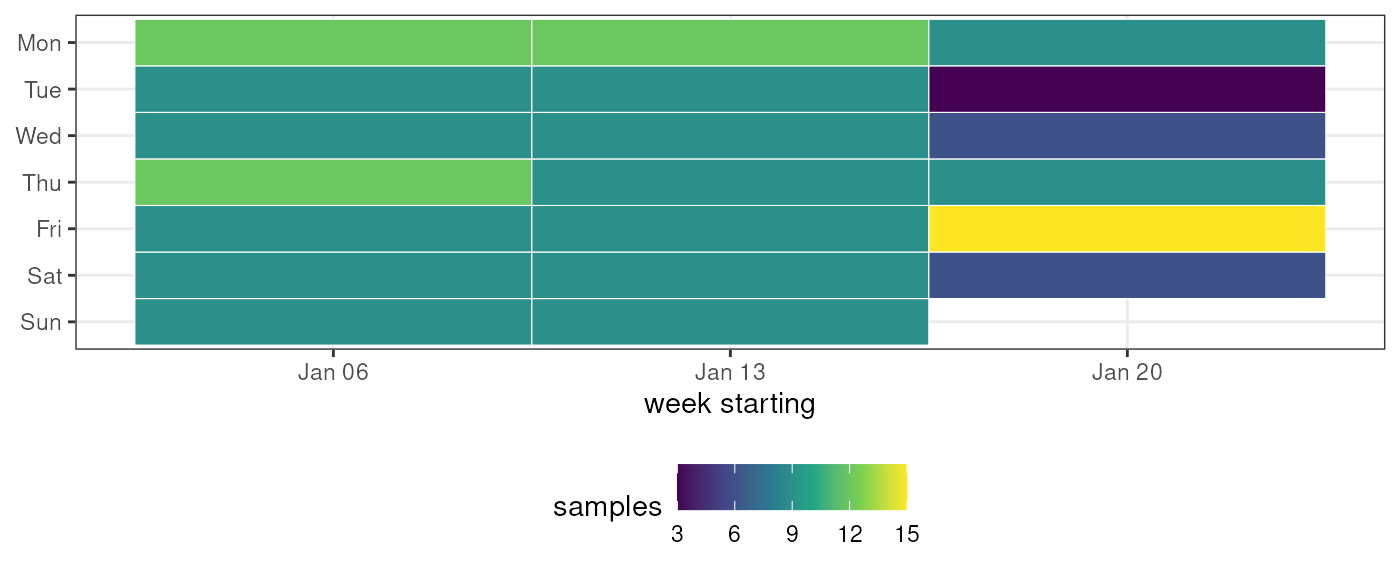 Mon
Tue
Wed
Thu
Fri
Sat
Sun
Jan 06 Jan 13 Jan 20
week starting
samples
3 6 9 12 15